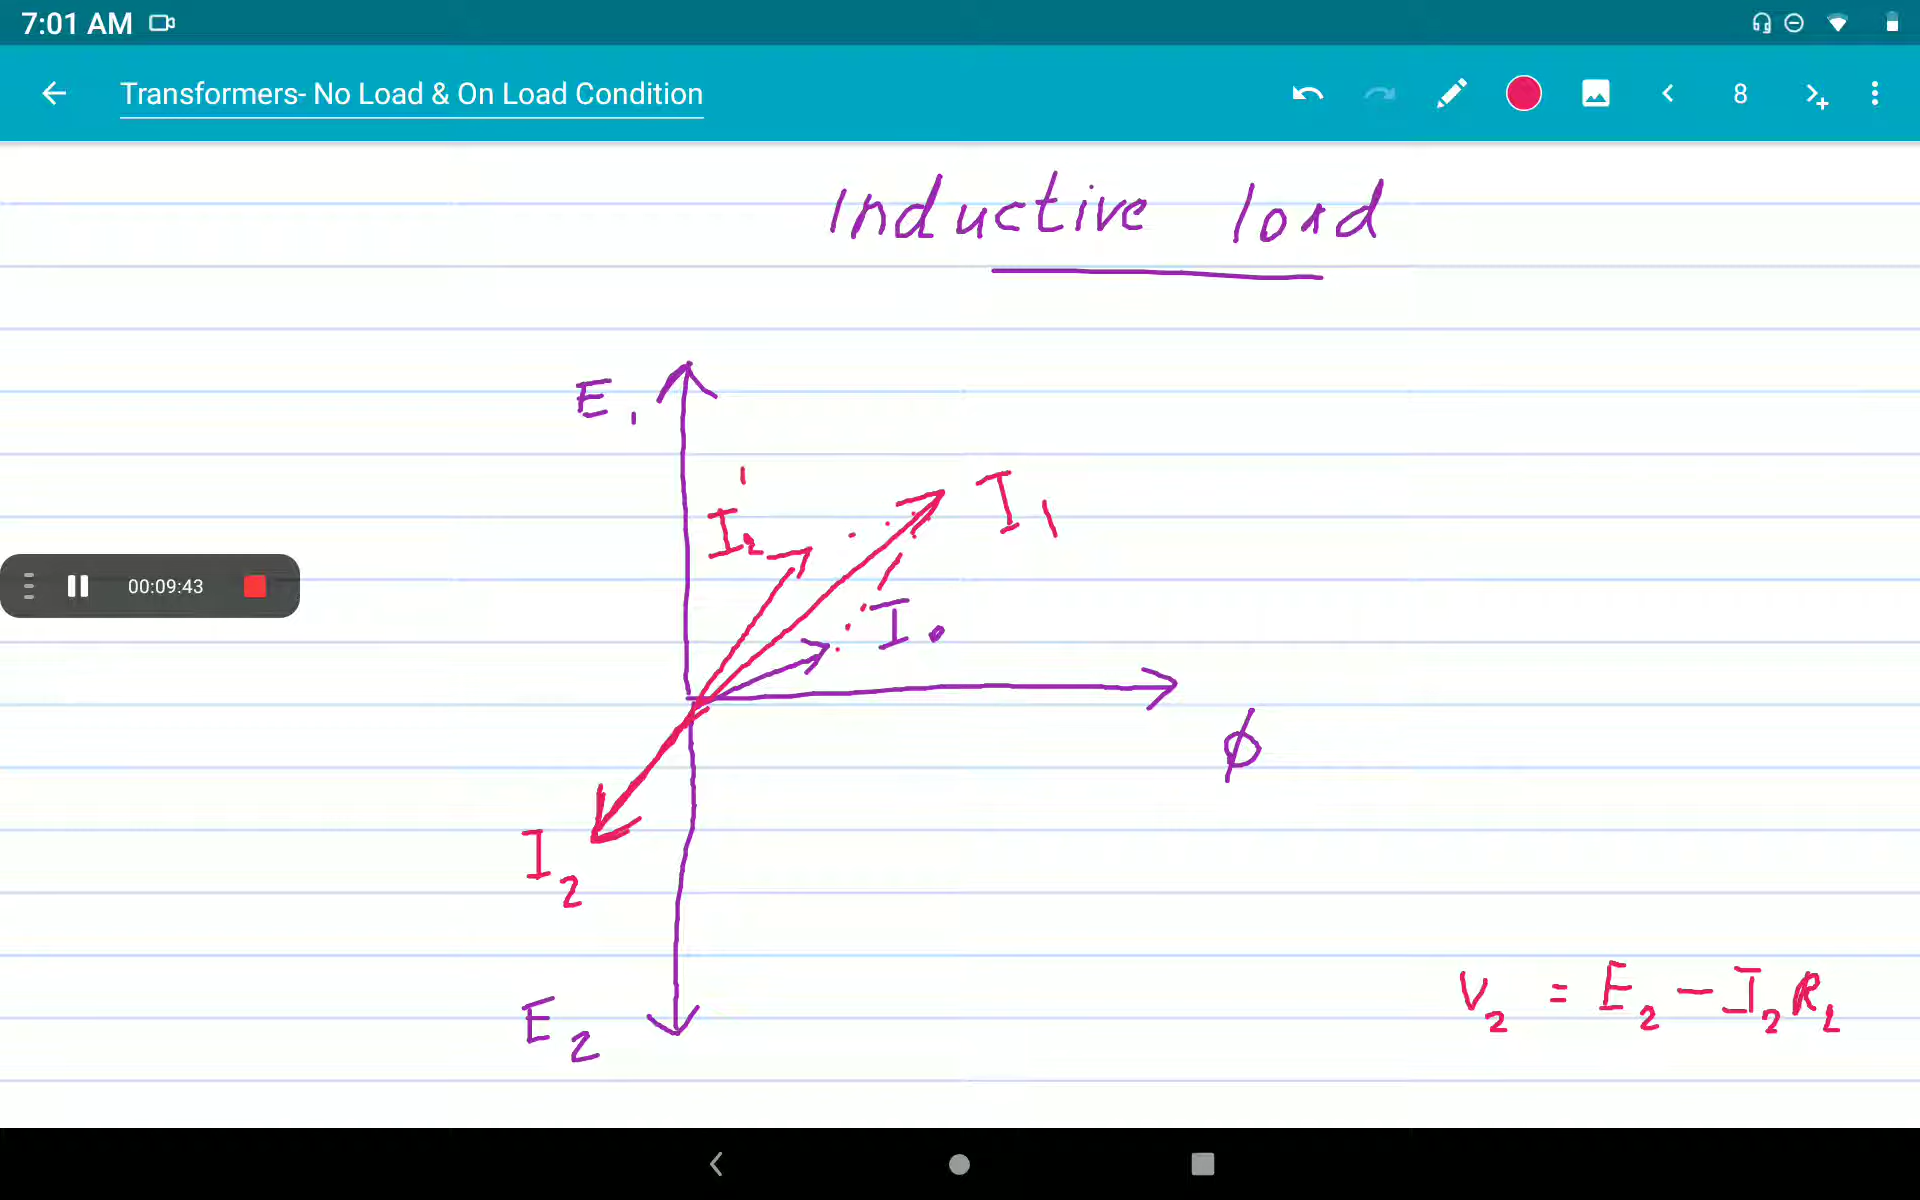 7:01 AM
Transformers- No Load & On Load Condition
8
Inductive load
E1
I2'
I1
00:09:43
I0
ϕ
I2
E2
V2 = E2 - I2R2